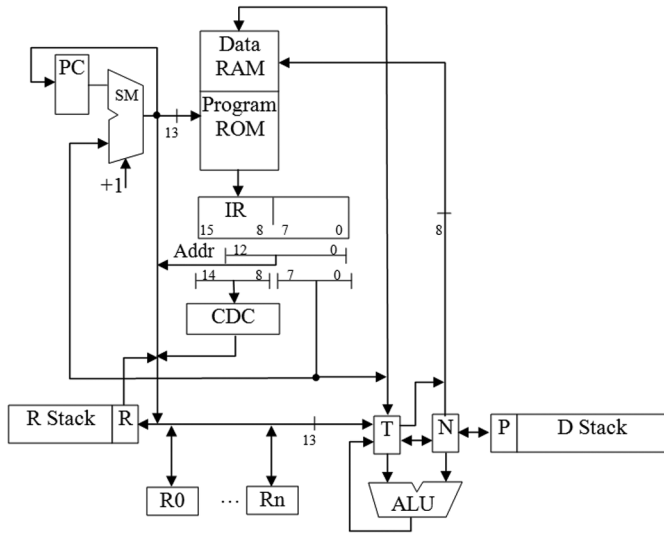 Data
RAM
PC
SM
Program
ROM
13
+1
IR
15 8 7 0
8
Addr 12 0
14 8 7 0
CDC
R Stack R
T N P D Stack
13
R0 ... Rn
ALU